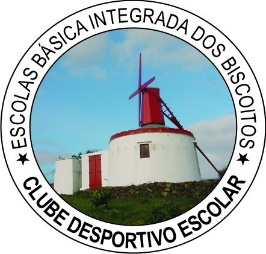 ESCOLAS BÁSICA INTEGRADA DOS BISCOITOS
CLUBE DESPORTIVO ESCOLAR